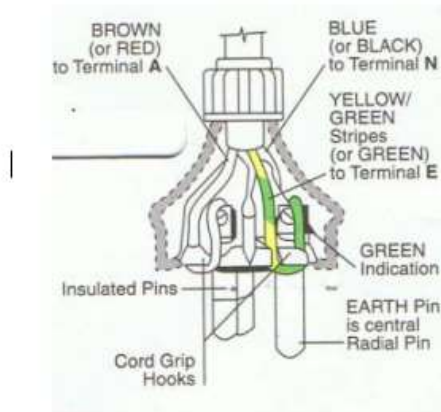 BROWN
(or RED)
to Terminal A
BLUE
(or BLACK)
to Terminal N
YELLOW/
GREEN
Stripes
(or GREEN)
to Terminal E
GREEN
Indication
Insulated Pins
EARTH Pin
is central
Radial Pin
Cord Grip
Hooks